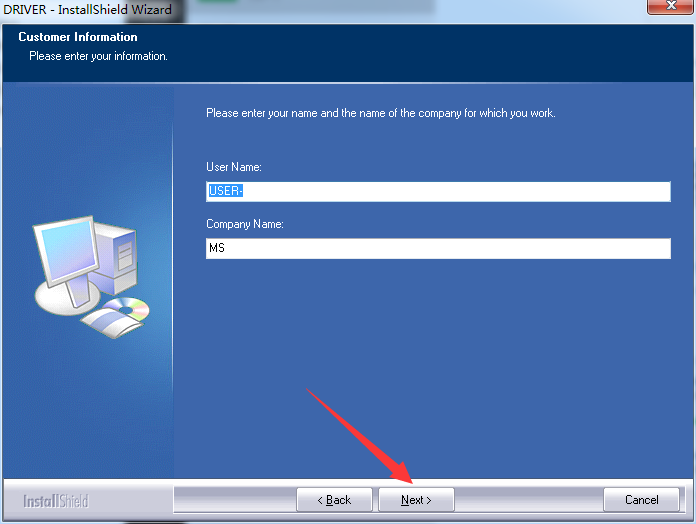 DRIVER - InstallShield Wizard
Customer Information
Please enter your information.
Please enter your name and the name of the company for which you work.
User Name:
USER-
Company Name:
MS
InstallShield
< Back
Next >
Cancel